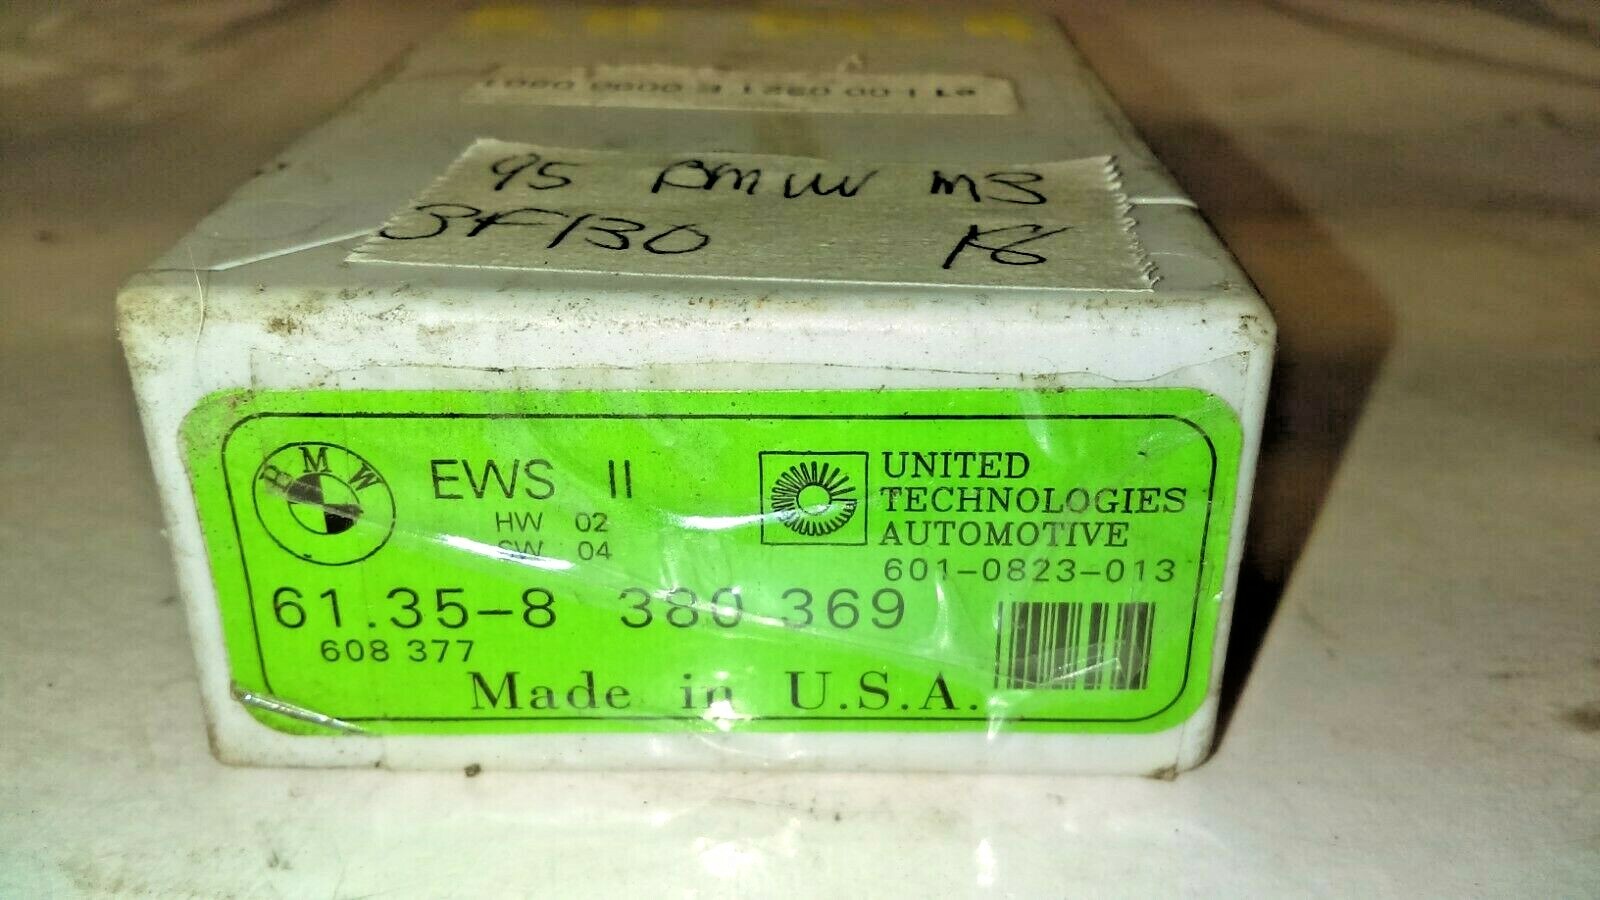 95 BMW M3
3F130
BMW
EWS II
HW 02
SW 04
UNITED
TECHNOLOGIES
AUTOMOTIVE
601-0823-013
61.35-8 380 369
608 377
Made in U.S.A.